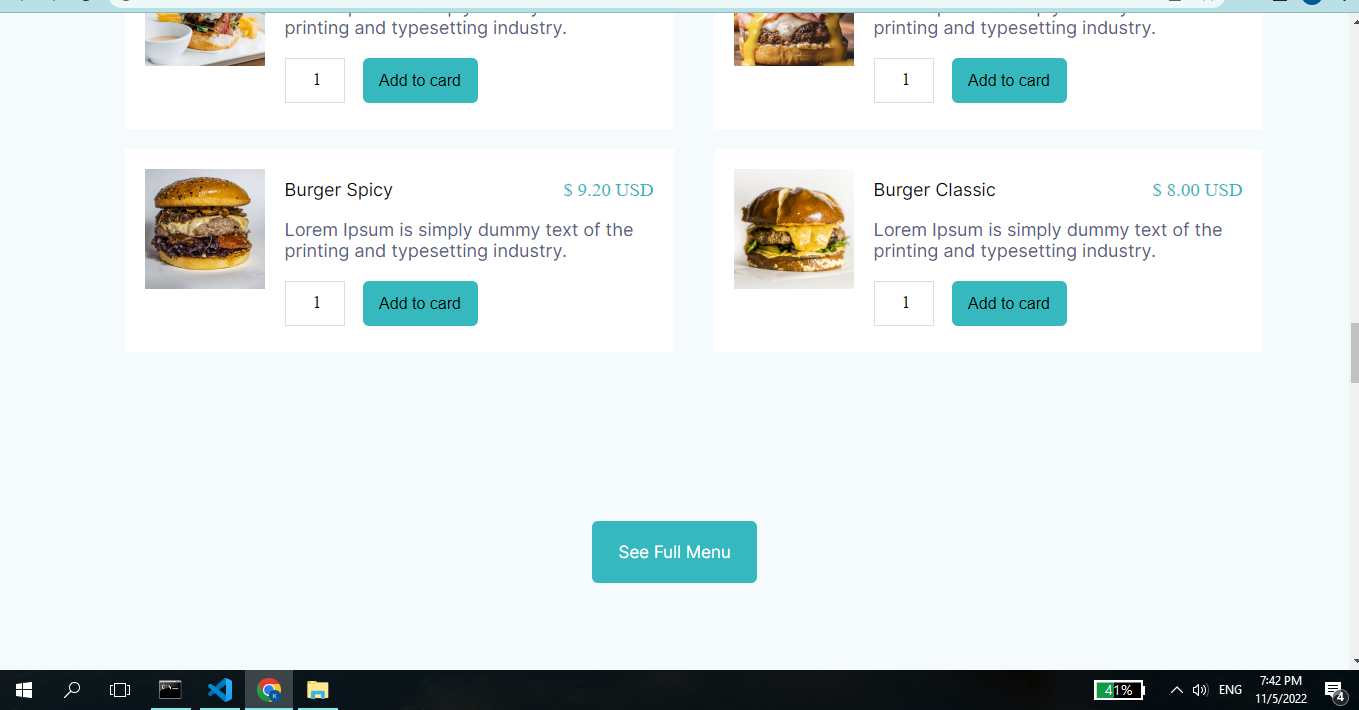 printing and typesetting industry.
printing and typesetting industry.
1 Add to card
1 Add to card
Burger Spicy $ 9.20 USD
Lorem Ipsum is simply dummy text of the
printing and typesetting industry.
1 Add to card
Burger Classic $ 8.00 USD
Lorem Ipsum is simply dummy text of the
printing and typesetting industry.
1 Add to card
See Full Menu
41% ENG
7:42 PM
11/5/2022
4